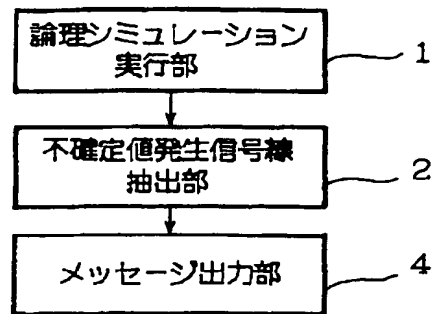 論理シミュレーション
実行部
1
不確定値発生信号線
抽出部
2
メッセージ出力部
4